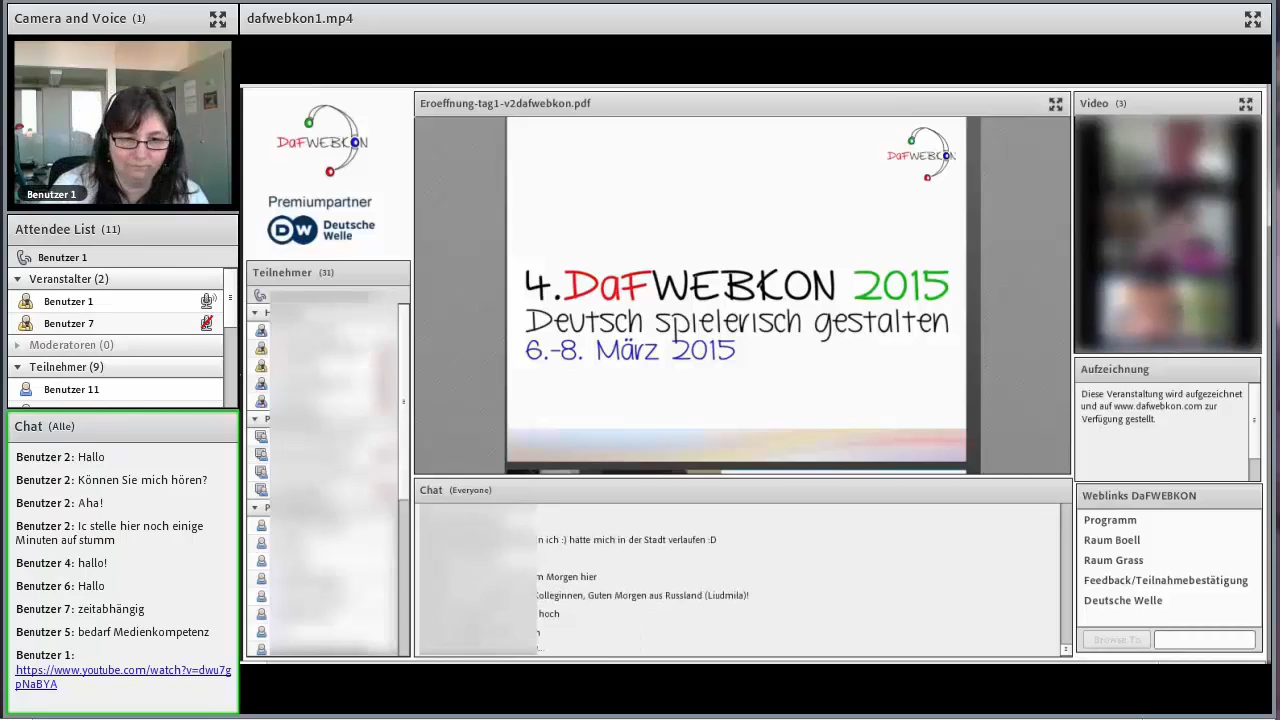 Camera and Voice (1)
Benutzer 1
Attendee List (11)
Benutzer 1
Veranstalter (2)
Benutzer 1
Benutzer 7
Moderatoren (0)
Teilnehmer (9)
Benutzer 11
Chat (Alle)
Benutzer 2: Hallo
Benutzer 2: Können Sie mich hören?
Benutzer 2: Aha!
Benutzer 2: Ic stelle hier noch einige
Minuten auf stumm
Benutzer 4: hallo!
Benutzer 6: Hallo
Benutzer 7: zeitabhängig
Benutzer 5: bedarf Medienkompetenz
Benutzer 1:
https://www.youtube.com/watch?v=dwu7g
pNaBYA
dafwebkon1.mp4
DaFWEBKON
Premiumpartner
DW Deutsche
Welle
Teilnehmer (31)
Eroeffnung-tag1-v2dafwebkon.pdf
DaFWEBKON
4.DaFWEBKON 2015
Deutsch spielerisch gestalten
6.-8. März 2015
Chat (Everyone)
n ich :) hatte mich in der Stadt verlaufen :D
Morgen hier
Kolleginnen, Guten Morgen aus Russland (Liudmila)!
hoch
Video (3)
Aufzeichnung
Diese Veranstaltung wird aufgezeichnet
und auf www.dafwebkon.com zur
Verfügung gestellt.
Weblinks DaFWEBKON
Programm
Raum Boell
Raum Grass
Feedback/Teilnahmebestätigung
Deutsche Welle
Browse To